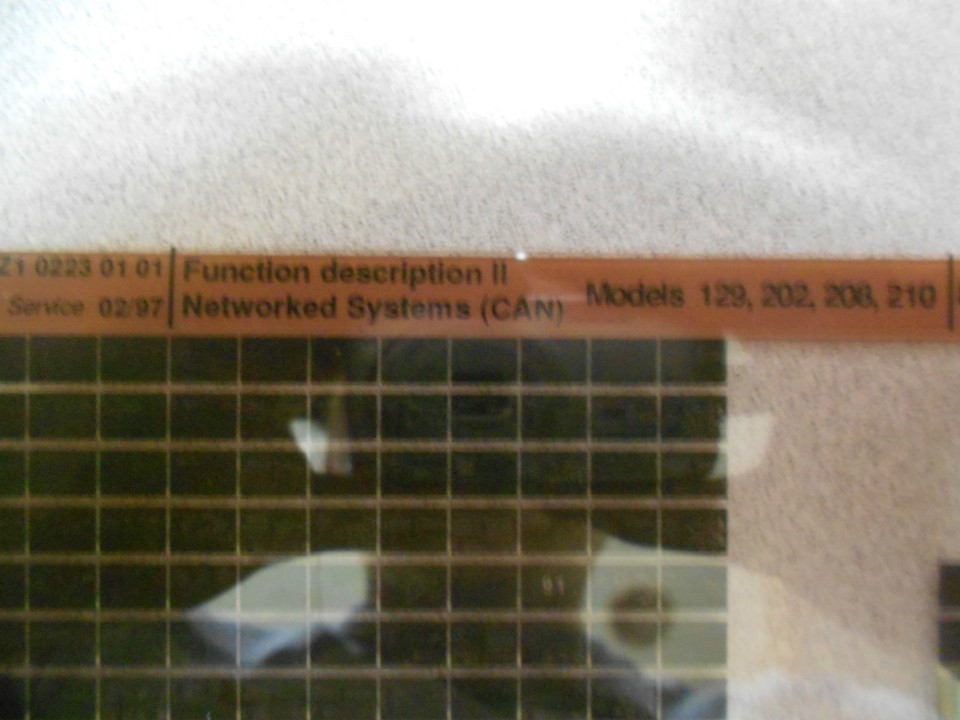 Z1 0223 01 01
Service 02/97
Function description II
Networked Systems (CAN)
Models 129, 202, 208, 210